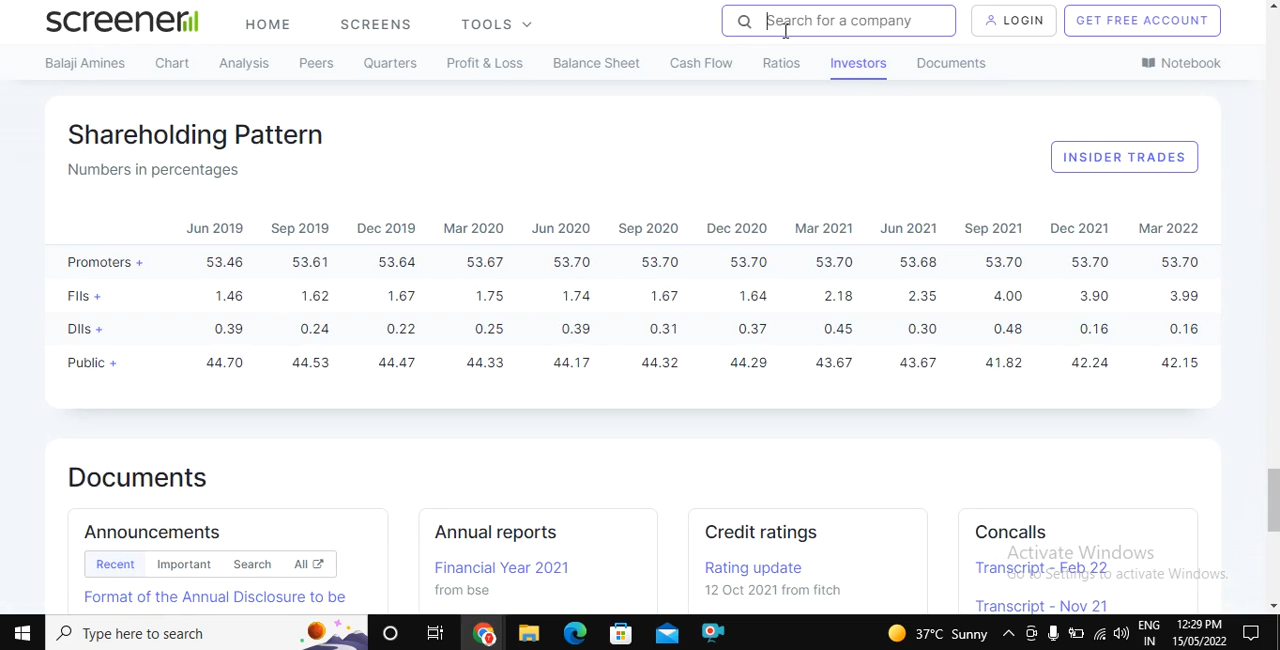 screener
HOME SCREENS TOOLS
Search for a company
LOGIN
GET FREE ACCOUNT
Balaji Amines Chart Analysis Peers Quarters Profit & Loss Balance Sheet Cash Flow Ratios Investors Documents Notebook
Shareholding Pattern
Numbers in percentages
INSIDER TRADES
Jun 2019 Sep 2019 Dec 2019 Mar 2020 Jun 2020 Sep 2020 Dec 2020 Mar 2021 Jun 2021 Sep 2021 Dec 2021 Mar 2022
Promoters + 53.46 53.61 53.64 53.67 53.70 53.70 53.70 53.70 53.68 53.70 53.70 53.70
FIIs + 1.46 1.62 1.67 1.75 1.74 1.67 1.64 2.18 2.35 4.00 3.90 3.99
DIIs + 0.39 0.24 0.22 0.25 0.39 0.31 0.37 0.45 0.30 0.48 0.16 0.16
Public + 44.70 44.53 44.47 44.33 44.17 44.32 44.29 43.67 43.67 41.82 42.24 42.15
Documents
Announcements
Recent Important Search All
Format of the Annual Disclosure to be
Annual reports
Financial Year 2021
from bse
Credit ratings
Rating update
12 Oct 2021 from fitch
Concalls
Transcript - Feb 22
Transcript - Nov 21
Activate Windows
Go to Settings to activate Windows.
Type here to search
37°C Sunny
ENG
IN
12:29 PM
15/05/2022